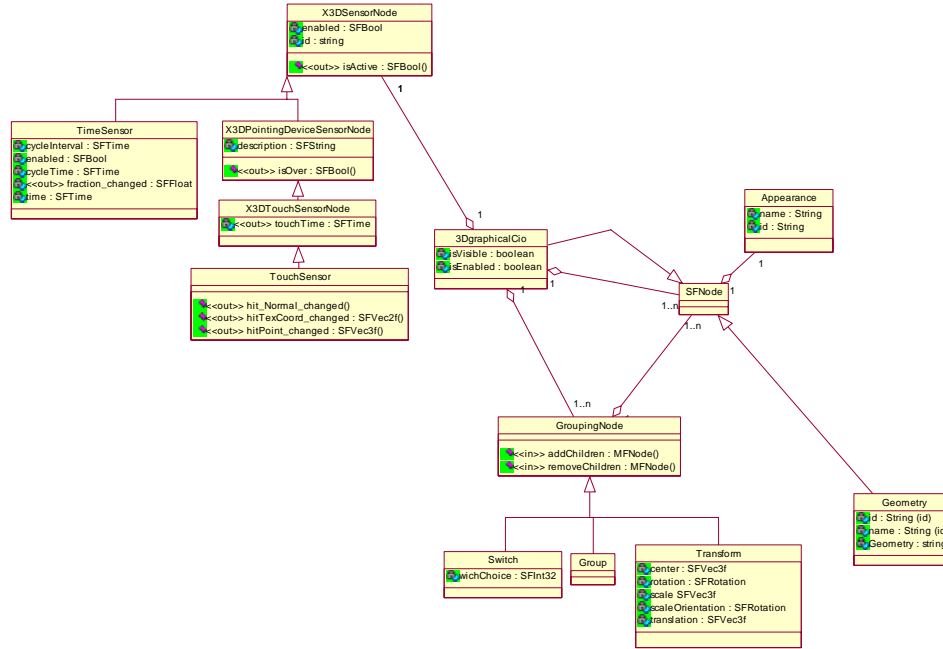 X3DSensorNode
enabled : SFBool
id : string
<<out>> isActive : SFBool()
1
TimeSensor
cycleInterval : SFTime
enabled : SFBool
cycleTime : SFTime
<<out>> fraction_changed : SFFloat
time : SFTime
X3DPointingDeviceSensorNode
description : SFString
<<out>> isOver : SFBool()
X3DTouchSensorNode
<<out>> touchTime : SFTime
TouchSensor
<<out>> hit_Normal_changed()
<<out>> hitTexCoord_changed : SFVec2f()
<<out>> hitPoint_changed : SFVec3f()
1
3DgraphicalCio
isVisible : boolean
isEnabled : boolean
1
1
Appearance
name : String
id : String
1
1
SFNode
1..n
1..n
1..n
GroupingNode
<<in>> addChildren : MFNode()
<<in>> removeChildren : MFNode()
Geometry
id : String (id)
name : String (id
Geometry : string
Switch
wichChoice : SFInt32
Group
Transform
center : SFVec3f
rotation : SFRotation
scale SFVec3f
scaleOrientation : SFRotation
translation : SFVec3f